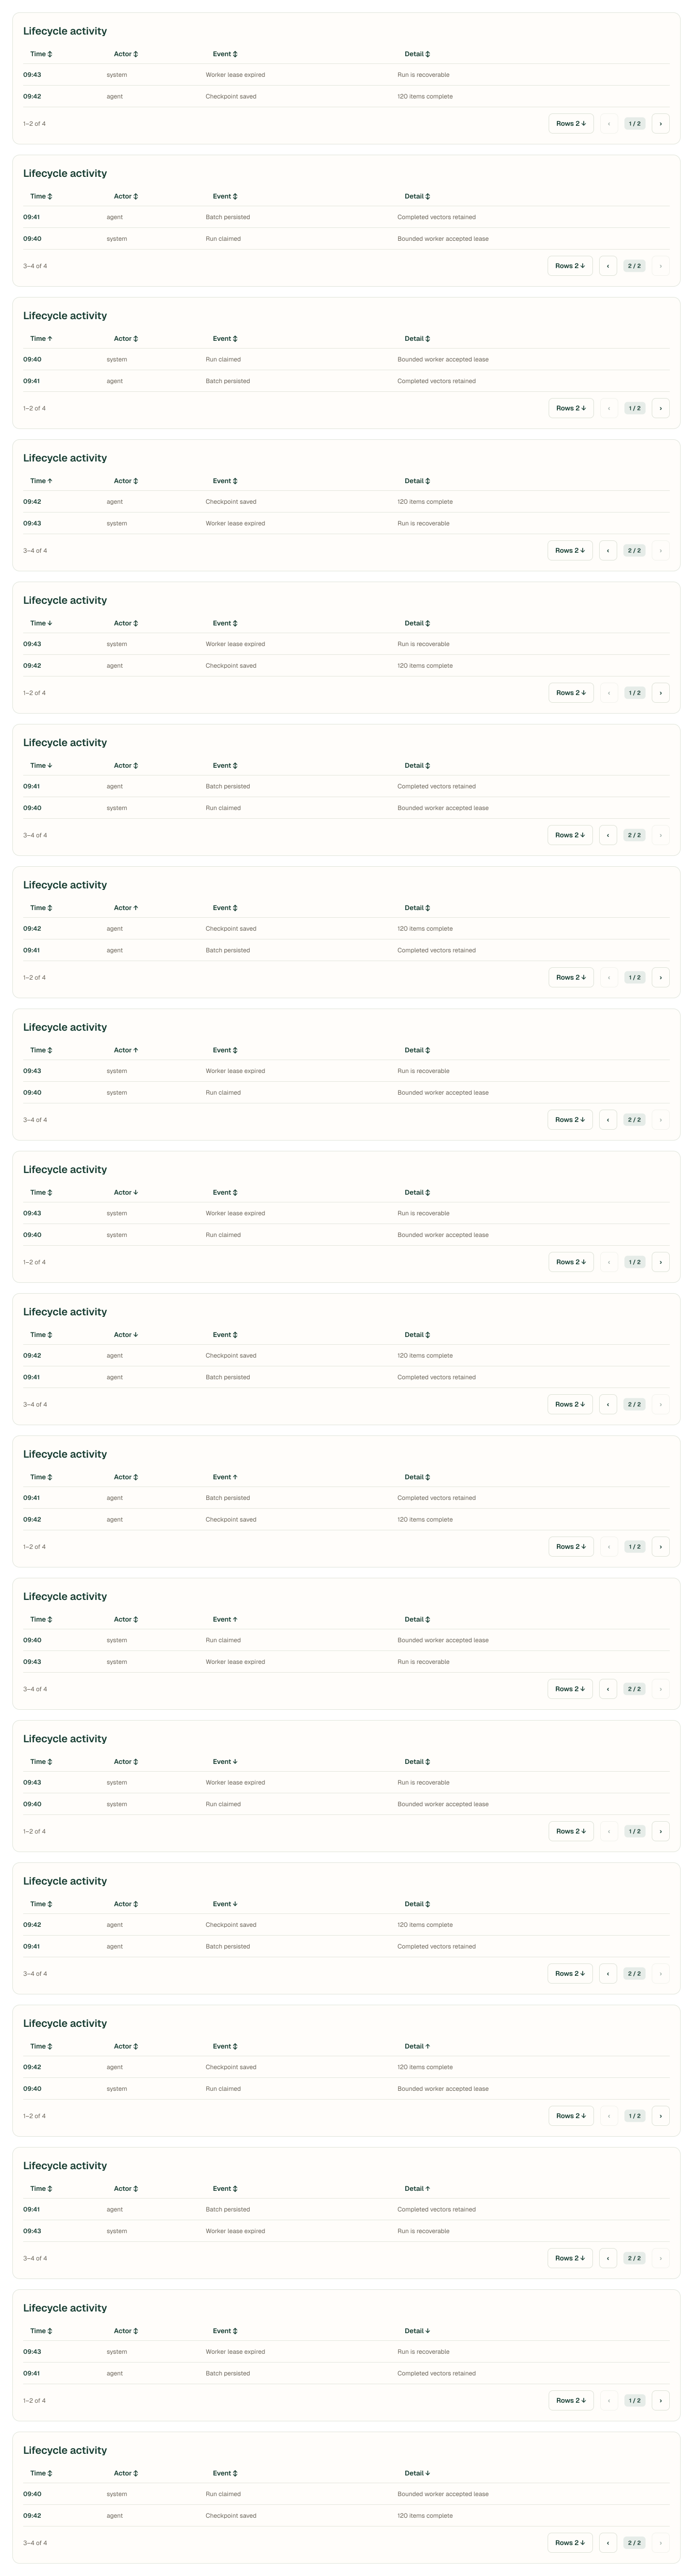 Lifecycle activity
Time ↕ Actor ↕ Event ↕ Detail ↕
09:43 system Worker lease expired Run is recoverable
09:42 agent Checkpoint saved 120 items complete
1–2 of 4 Rows 2 ↓ ‹ 1 / 2 ›
Lifecycle activity
Time ↕ Actor ↕ Event ↕ Detail ↕
09:41 agent Batch persisted Completed vectors retained
09:40 system Run claimed Bounded worker accepted lease
3–4 of 4 Rows 2 ↓ ‹ 2 / 2 ›
Lifecycle activity
Time ↑ Actor ↕ Event ↕ Detail ↕
09:40 system Run claimed Bounded worker accepted lease
09:41 agent Batch persisted Completed vectors retained
1–2 of 4 Rows 2 ↓ ‹ 1 / 2 ›
Lifecycle activity
Time ↑ Actor ↕ Event ↕ Detail ↕
09:42 agent Checkpoint saved 120 items complete
09:43 system Worker lease expired Run is recoverable
3–4 of 4 Rows 2 ↓ ‹ 2 / 2 ›
Lifecycle activity
Time ↓ Actor ↕ Event ↕ Detail ↕
09:43 system Worker lease expired Run is recoverable
09:42 agent Checkpoint saved 120 items complete
1–2 of 4 Rows 2 ↓ ‹ 1 / 2 ›
Lifecycle activity
Time ↓ Actor ↕ Event ↕ Detail ↕
09:41 agent Batch persisted Completed vectors retained
09:40 system Run claimed Bounded worker accepted lease
3–4 of 4 Rows 2 ↓ ‹ 2 / 2 ›
Lifecycle activity
Time ↕ Actor ↑ Event ↕ Detail ↕
09:42 agent Checkpoint saved 120 items complete
09:41 agent Batch persisted Completed vectors retained
1–2 of 4 Rows 2 ↓ ‹ 1 / 2 ›
Lifecycle activity
Time ↕ Actor ↑ Event ↕ Detail ↕
09:43 system Worker lease expired Run is recoverable
09:40 system Run claimed Bounded worker accepted lease
3–4 of 4 Rows 2 ↓ ‹ 2 / 2 ›
Lifecycle activity
Time ↕ Actor ↓ Event ↕ Detail ↕
09:43 system Worker lease expired Run is recoverable
09:40 system Run claimed Bounded worker accepted lease
1–2 of 4 Rows 2 ↓ ‹ 1 / 2 ›
Lifecycle activity
Time ↕ Actor ↓ Event ↕ Detail ↕
09:42 agent Checkpoint saved 120 items complete
09:41 agent Batch persisted Completed vectors retained
3–4 of 4 Rows 2 ↓ ‹ 2 / 2 ›
Lifecycle activity
Time ↕ Actor ↕ Event ↑ Detail ↕
09:41 agent Batch persisted Completed vectors retained
09:42 agent Checkpoint saved 120 items complete
1–2 of 4 Rows 2 ↓ ‹ 1 / 2 ›
Lifecycle activity
Time ↕ Actor ↕ Event ↑ Detail ↕
09:40 system Run claimed Bounded worker accepted lease
09:43 system Worker lease expired Run is recoverable
3–4 of 4 Rows 2 ↓ ‹ 2 / 2 ›
Lifecycle activity
Time ↕ Actor ↕ Event ↓ Detail ↕
09:43 system Worker lease expired Run is recoverable
09:40 system Run claimed Bounded worker accepted lease
1–2 of 4 Rows 2 ↓ ‹ 1 / 2 ›
Lifecycle activity
Time ↕ Actor ↕ Event ↓ Detail ↕
09:42 agent Checkpoint saved 120 items complete
09:41 agent Batch persisted Completed vectors retained
3–4 of 4 Rows 2 ↓ ‹ 2 / 2 ›
Lifecycle activity
Time ↕ Actor ↕ Event ↕ Detail ↑
09:42 agent Checkpoint saved 120 items complete
09:40 system Run claimed Bounded worker accepted lease
1–2 of 4 Rows 2 ↓ ‹ 1 / 2 ›
Lifecycle activity
Time ↕ Actor ↕ Event ↕ Detail ↑
09:41 agent Batch persisted Completed vectors retained
09:43 system Worker lease expired Run is recoverable
3–4 of 4 Rows 2 ↓ ‹ 2 / 2 ›
Lifecycle activity
Time ↕ Actor ↕ Event ↕ Detail ↓
09:43 system Worker lease expired Run is recoverable
09:41 agent Batch persisted Completed vectors retained
1–2 of 4 Rows 2 ↓ ‹ 1 / 2 ›
Lifecycle activity
Time ↕ Actor ↕ Event ↕ Detail ↓
09:40 system Run claimed Bounded worker accepted lease
09:42 agent Checkpoint saved 120 items complete
3–4 of 4 Rows 2 ↓ ‹ 2 / 2 ›